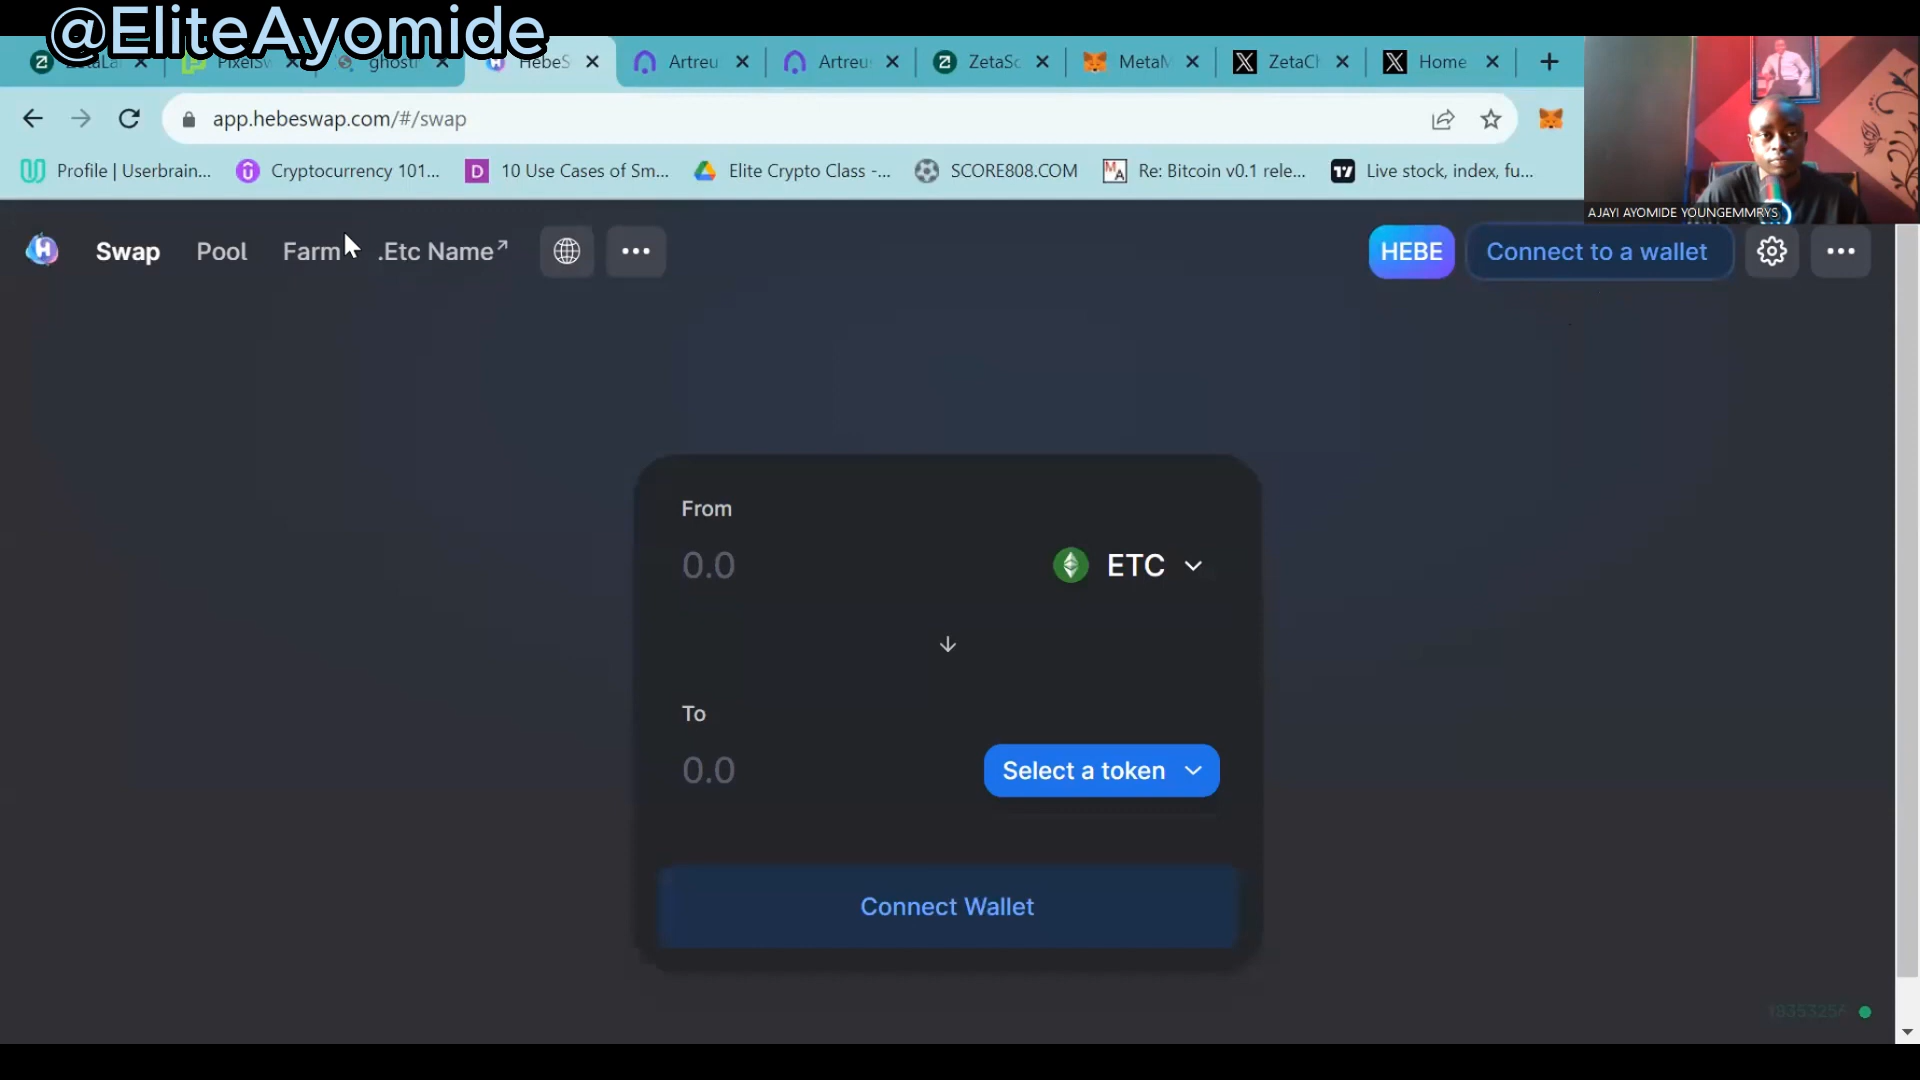 @EliteAyomide
HebeS
Artreu
Artreu
ZetaSc
MetaM
ZetaCh
Home
app.hebeswap.com/#/swap
Profile | Userbrain...
Cryptocurrency 101...
10 Use Cases of Sm...
Elite Crypto Class -...
SCORE808.COM
Re: Bitcoin v0.1 rele...
Live stock, index, fu...
AJAYI AYOMIDE YOUNGEMMRYS
Swap
Pool
Farm
.Etc Name
HEBE
Connect to a wallet
From
0.0
ETC
To
0.0
Select a token
Connect Wallet